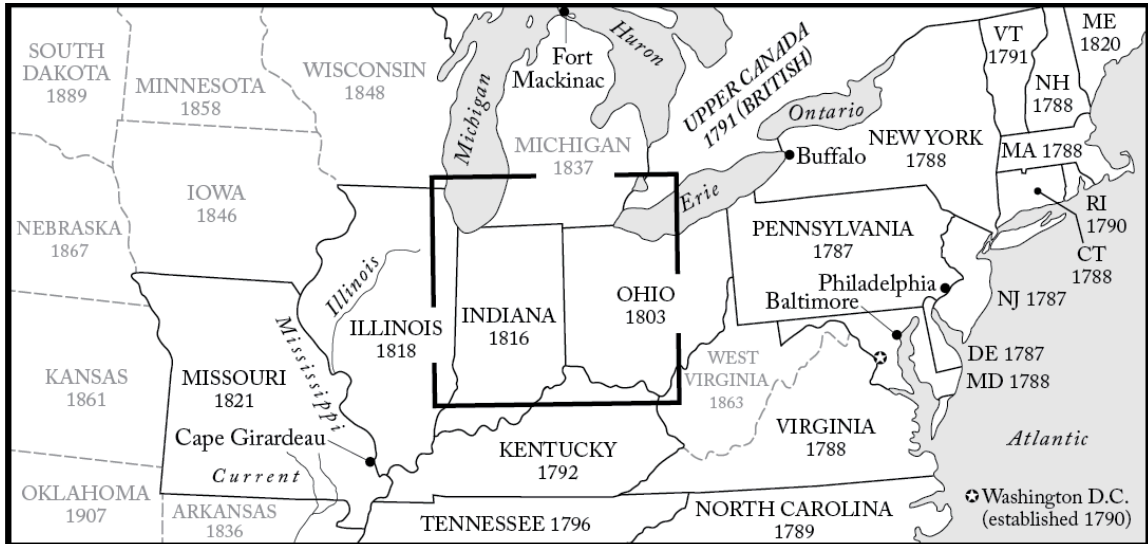 SOUTH
DAKOTA
1889
MINNESOTA
1858
WISCONSIN
1848
Michigan
Fort
Mackinac
Huron
MICHIGAN
1837
UPPER CANADA
1791 (BRITISH)
Ontario
Erie
Buffalo
NEW YORK
1788
VT
1791
NH
1788
ME
1820
MA 1788
RI
1790
CT
1788
NEBRASKA
1867
IOWA
1846
Illinois
Mississippi
ILLINOIS
1818
INDIANA
1816
OHIO
1803
PENNSYLVANIA
1787
Philadelphia
Baltimore
NJ 1787
DE 1787
MD 1788
KANSAS
1861
MISSOURI
1821
Cape Girardeau
Current
WEST
VIRGINIA
1863
VIRGINIA
1788
KENTUCKY
1792
Atlantic
OKLAHOMA
1907
ARKANSAS
1836
TENNESSEE 1796
NORTH CAROLINA
1789
Washington D.C.
(established 1790)